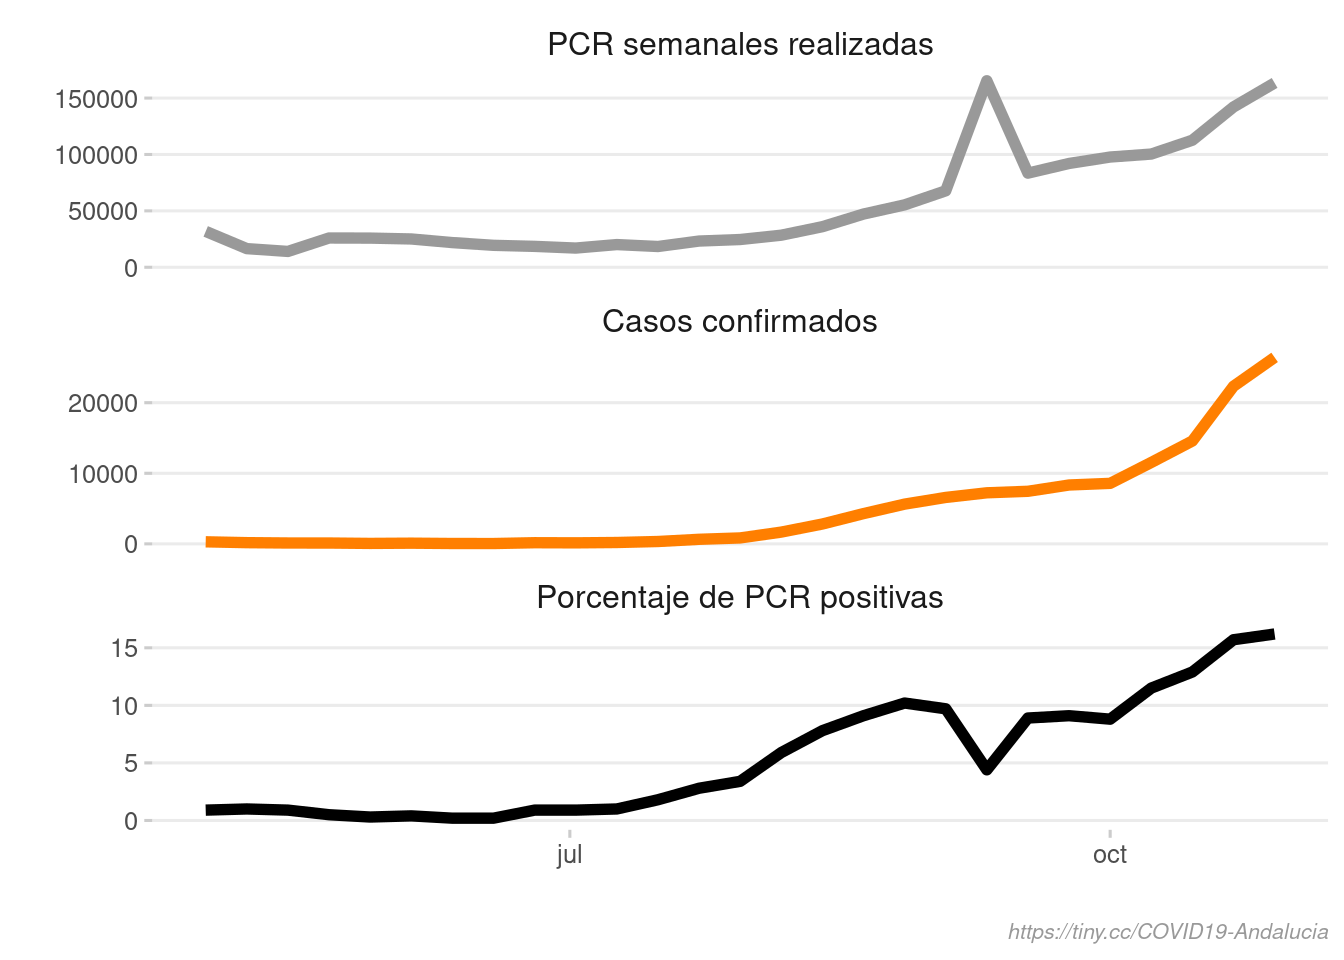 PCR semanales realizadas
150000
100000
50000
0
Casos confirmados
20000
10000
0
Porcentaje de PCR positivas
15
10
5
0
jul oct
https://tiny.cc/COVID19-Andalucia